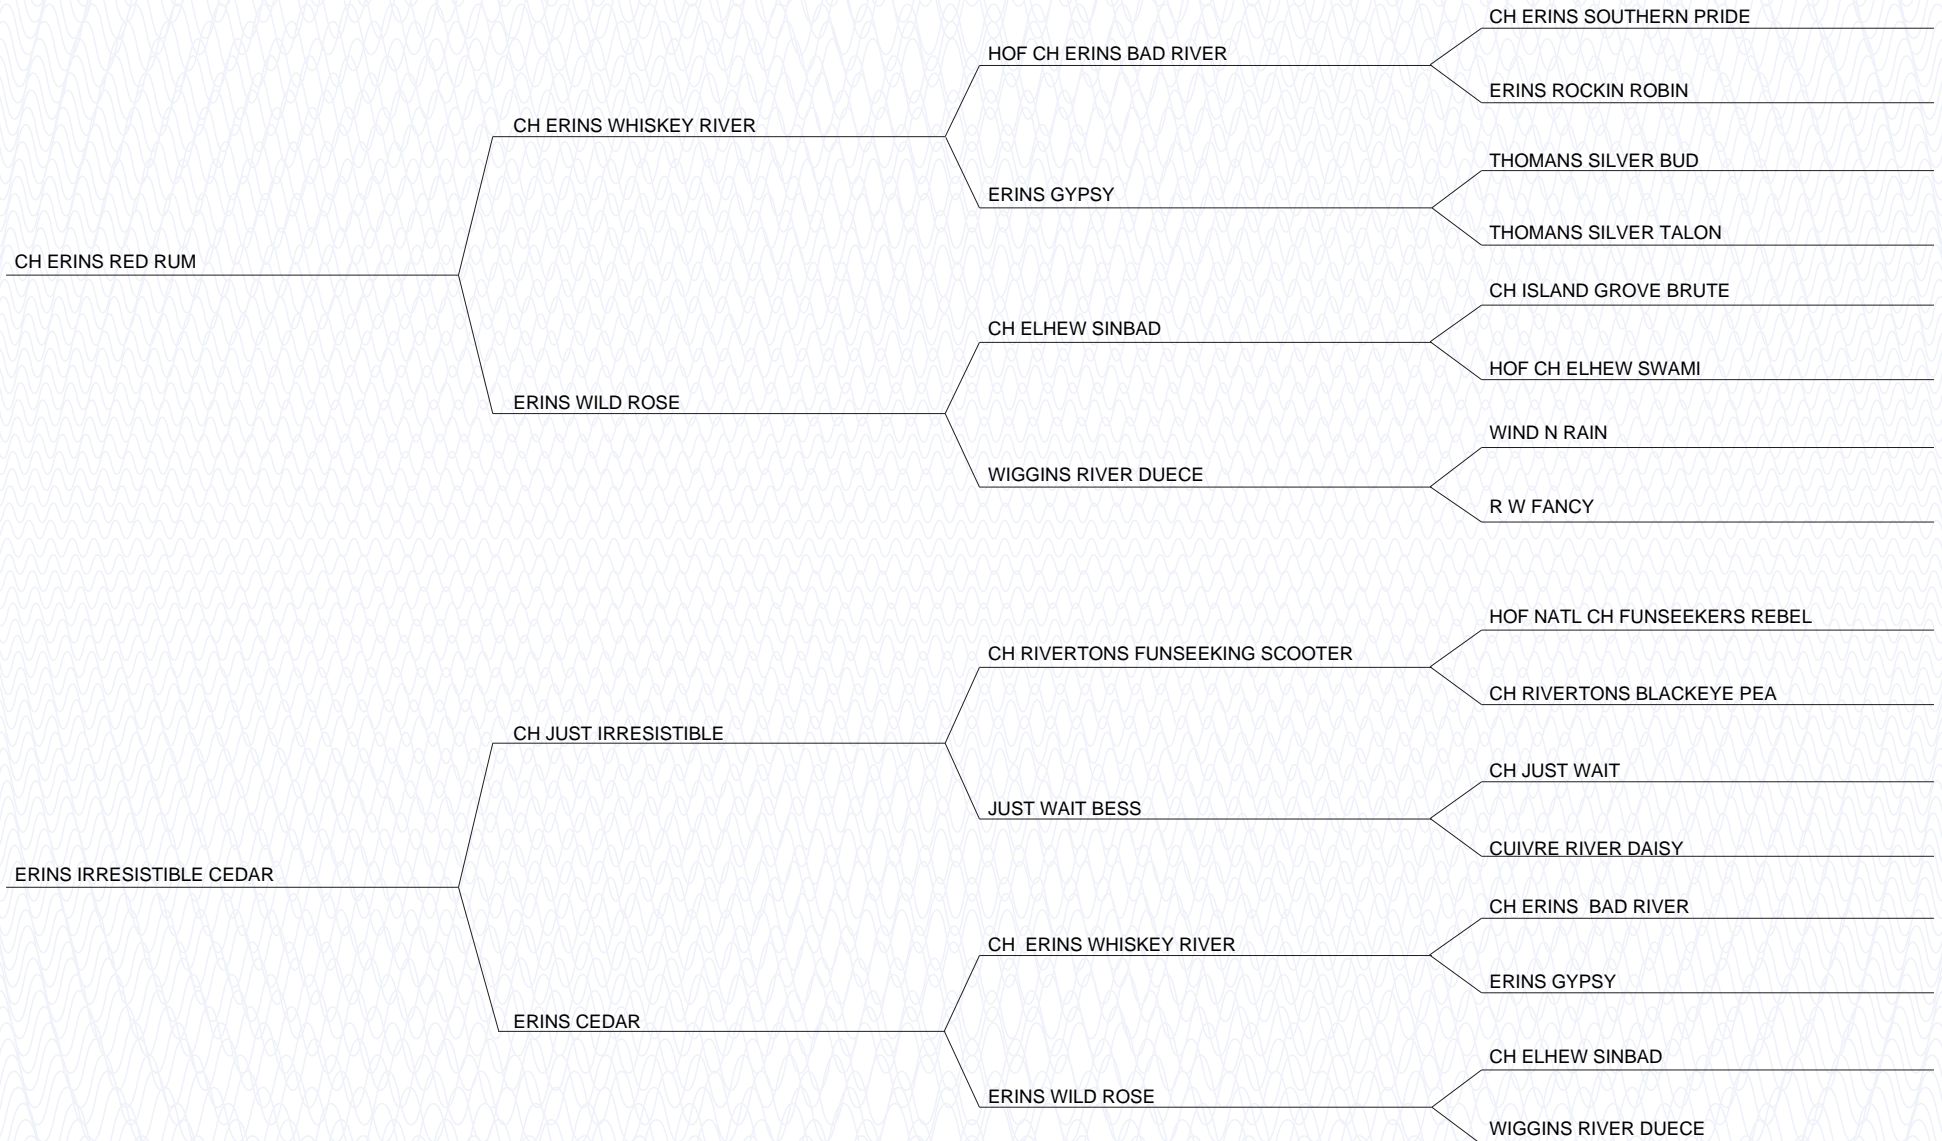 CH ERINS SOUTHERN PRIDE
HOF CH ERINS BAD RIVER
ERINS ROCKIN ROBIN
CH ERINS WHISKEY RIVER
THOMANS SILVER BUD
ERINS GYPSY
THOMANS SILVER TALON
CH ERINS RED RUM
CH ISLAND GROVE BRUTE
CH ELHEW SINBAD
HOF CH ELHEW SWAMI
ERINS WILD ROSE
WIND N RAIN
WIGGINS RIVER DUECE
R W FANCY
HOF NATL CH FUNSEEKERS REBEL
CH RIVERTONS FUNSEEKING SCOOTER
CH RIVERTONS BLACKEYE PEA
CH JUST IRRESISTIBLE
CH JUST WAIT
JUST WAIT BESS
CUIVRE RIVER DAISY
ERINS IRRESISTIBLE CEDAR
CH ERINS  BAD RIVER
CH  ERINS WHISKEY RIVER
ERINS GYPSY
ERINS CEDAR
CH ELHEW SINBAD
ERINS WILD ROSE
WIGGINS RIVER DUECE